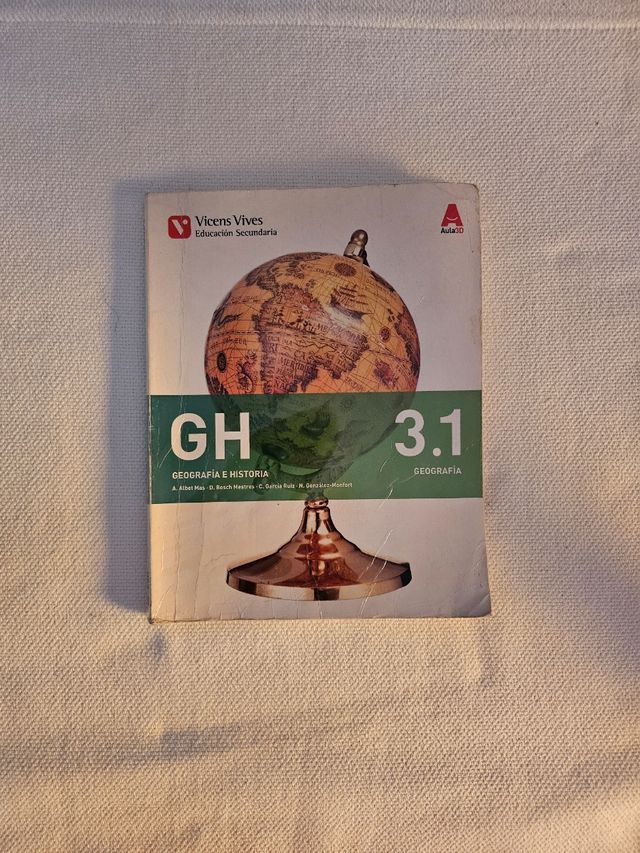 Vicens Vives
Educación Secundaria
A
Aula3D
GH
3.1
GEOGRAFÍA E HISTORIA
GEOGRAFÍA
A. Albet Mas · D. Bosch Mestres · C. García Ruiz · N. González-Monfort